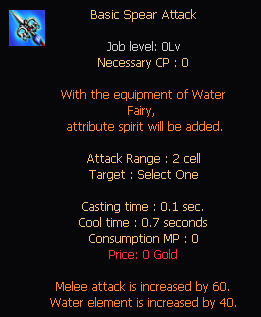 Basic Spear Attack
Job level: 0Lv
Necessary CP : 0
With the equipment of Water
Fairy,
attribute spirit will be added.
Attack Range : 2 cell
Target : Select One
Casting time : 0.1 sec.
Cool time : 0.7 seconds
Consumption MP : 0
Price: 0 Gold
Melee attack is increased by 60.
Water element is increased by 40.